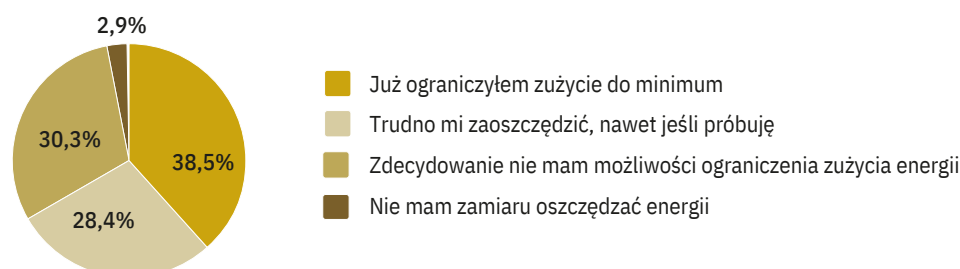 2,9%
30,3%
38,5%
28,4%
Już ograniczyłem zużycie do minimum
Trudno mi zaoszczędzić, nawet jeśli próbuję
Zdecydowanie nie mam możliwości ograniczenia zużycia energii
Nie mam zamiaru oszczędzać energii